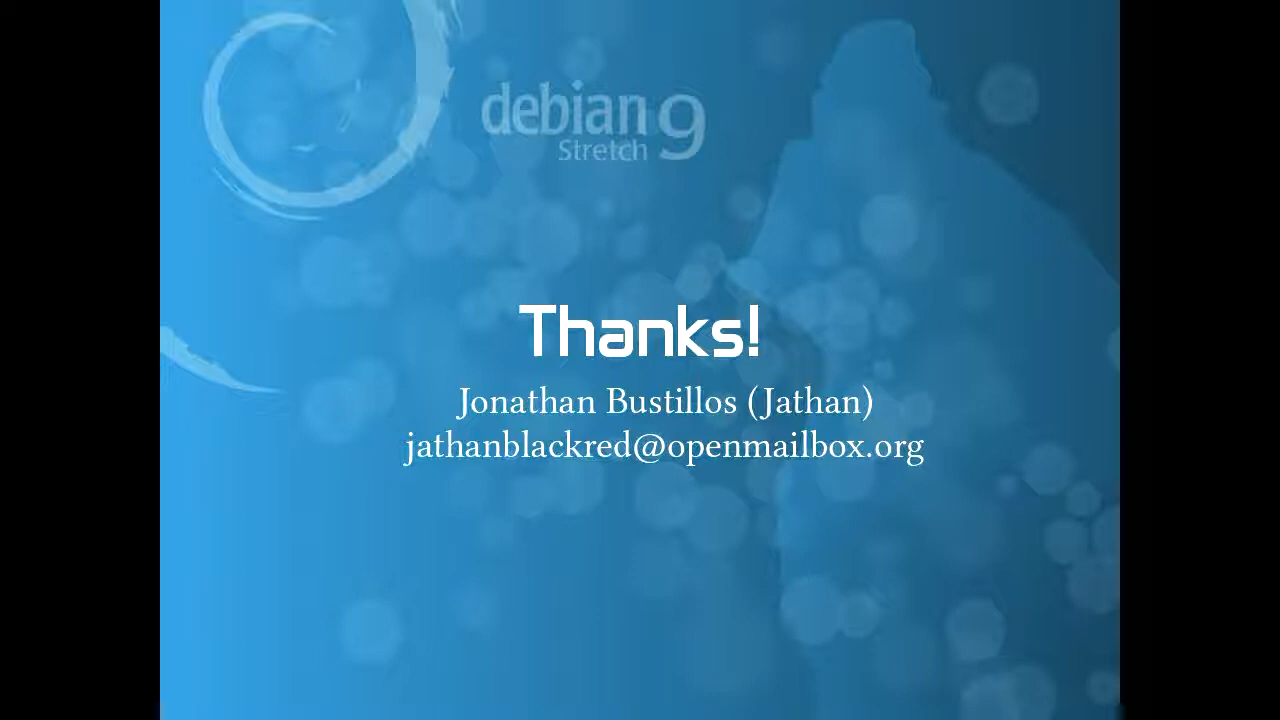 debian 9
Stretch
Thanks!
Jonathan Bustillos (Jathan)
jathanblackred@openmailbox.org